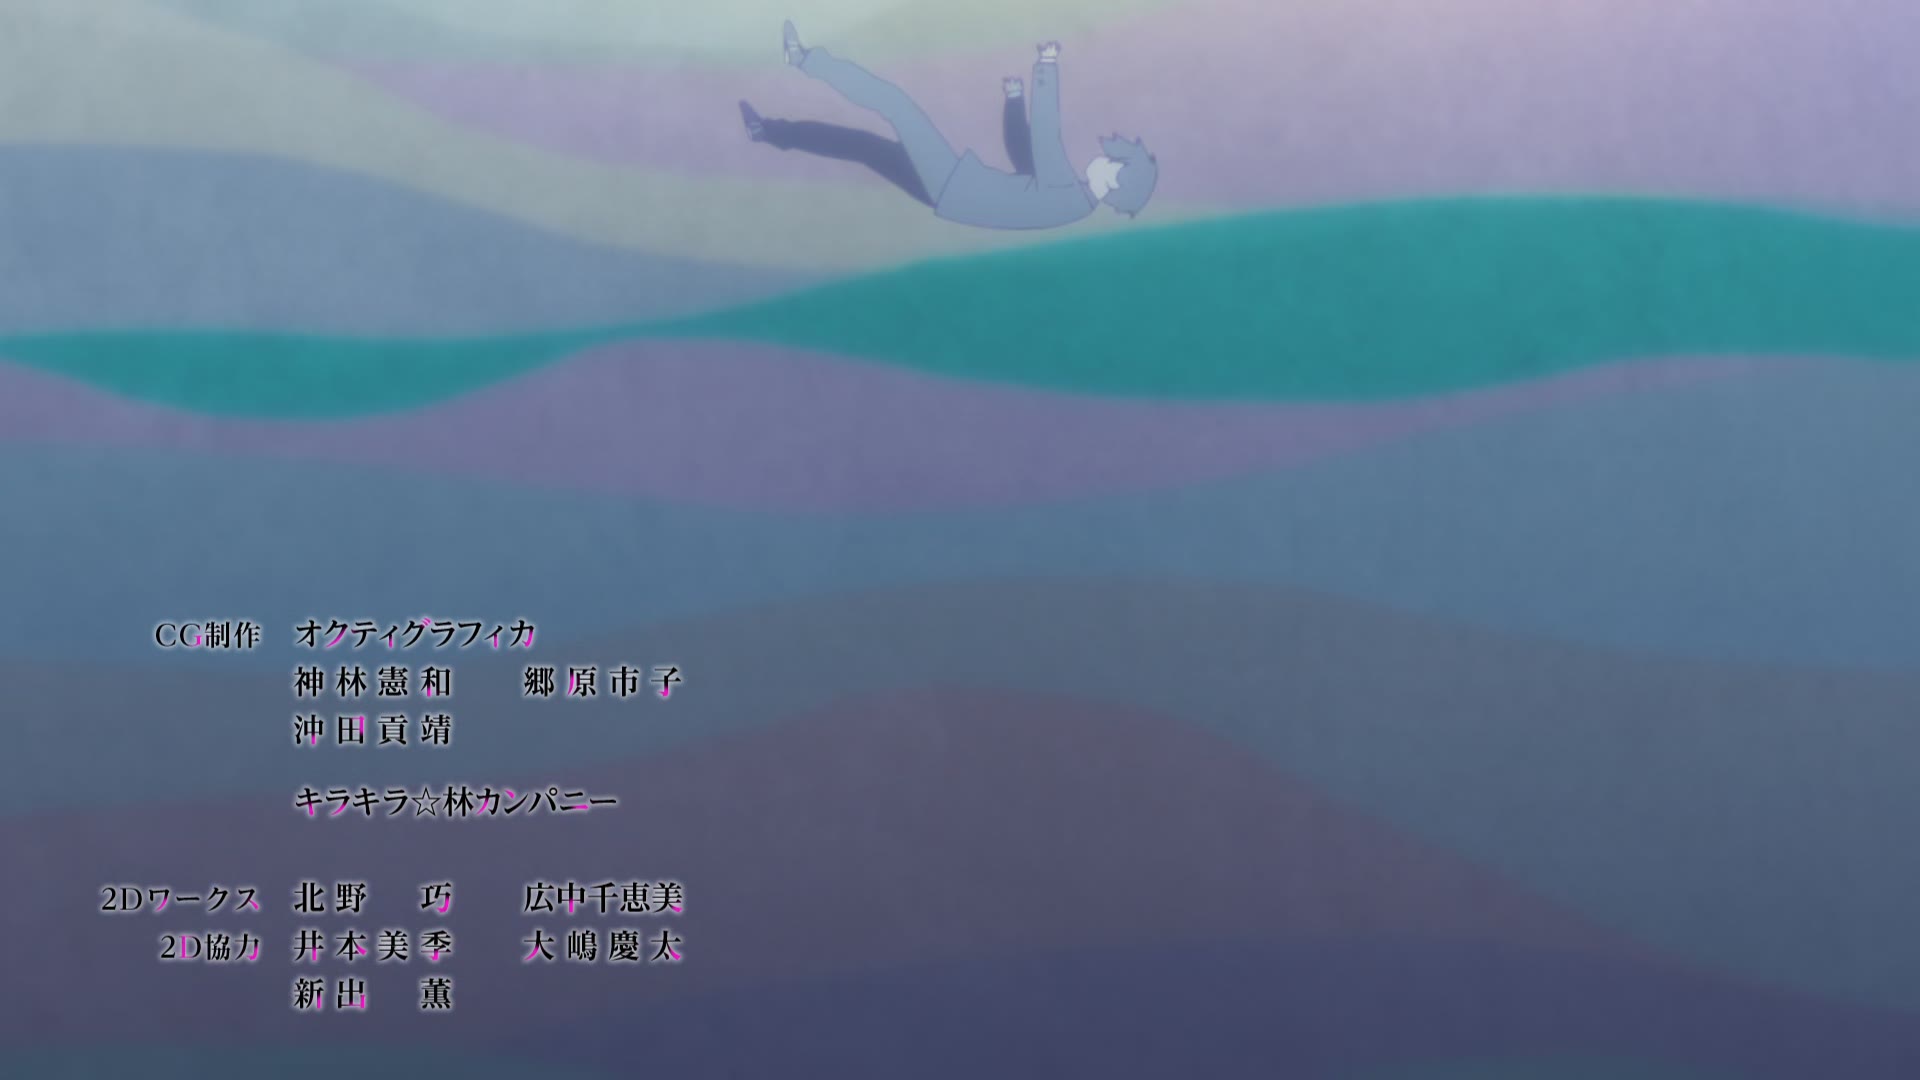 CG制作 オクティグラフィカ
神林憲和 郷原市子
沖田貢靖
キラキラ☆林カンパニー
2Dワークス 北野 巧 広中千恵美
2D協力 井本美季 大嶋慶太
新出 薫